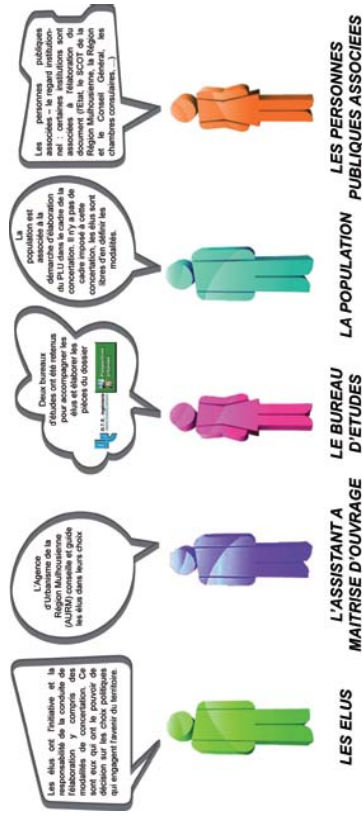 Les élus ont l'initiative et la
responsabilité de la conduite de
l'élaboration y compris des
modalités de concertation. Ce
sont eux qui ont le pouvoir de
décision sur les choix politiques
qui engagent l'avenir du territoire.
LES ELUS
L'Agence
d'Urbanisme de la
Région Mulhousienne
(AURM) conseille et guide
les élus dans leurs choix
L'ASSISTANT A
MAITRISE D'OUVRAGE
Deux bureaux
d'études ont été retenus
pour accompagner les
élus et élaborer les
pièces du dossier
LE BUREAU
D'ETUDES
La
population est
associée à la
démarche d'élaboration
du PLU dans le cadre de la
concertation. Il n'y a pas de
cadre imposé à cette
concertation, les élus sont
libres d'en définir les
modalités.
LA POPULATION
Les personnes publiques
associées – le regard institution-
nel : certaines institutions sont
associées à l'élaboration du
document (l'Etat, le SCOT de la
Région Mulhousienne, la Région
et le Conseil Général, les
chambres consulaires, ...)
LES PERSONNES
PUBLIQUES ASSOCIEES